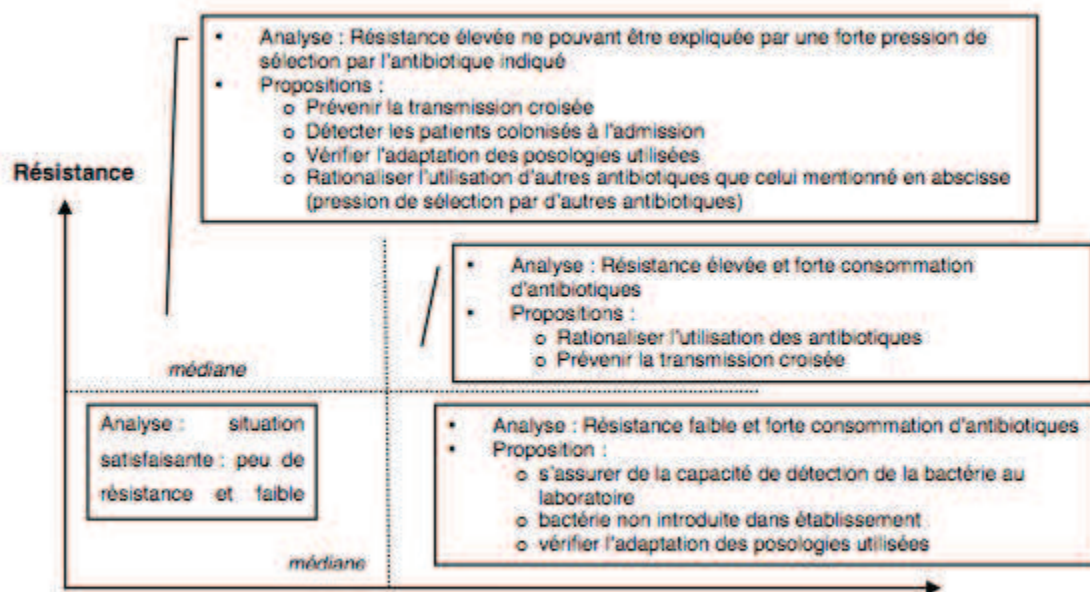 • Analyse : Résistance élevée ne pouvant être expliquée par une forte pression de
sélection par l'antibiotique indiqué
• Propositions :
o Prévenir la transmission croisée
o Détecter les patients colonisés à l'admission
o Vérifier l'adaptation des posologies utilisées
o Rationaliser l'utilisation d'autres antibiotiques que celui mentionné en abscisse
(pression de sélection par d'autres antibiotiques)
Résistance
• Analyse : Résistance élevée et forte consommation
d'antibiotiques
• Propositions :
o Rationaliser l'utilisation des antibiotiques
o Prévenir la transmission croisée
médiane
Analyse : situation
satisfaisante : peu de
résistance et faible
• Analyse : Résistance faible et forte consommation d'antibiotiques
• Proposition :
o s'assurer de la capacité de détection de la bactérie au
laboratoire
o bactérie non introduite dans établissement
o vérifier l'adaptation des posologies utilisées
médiane